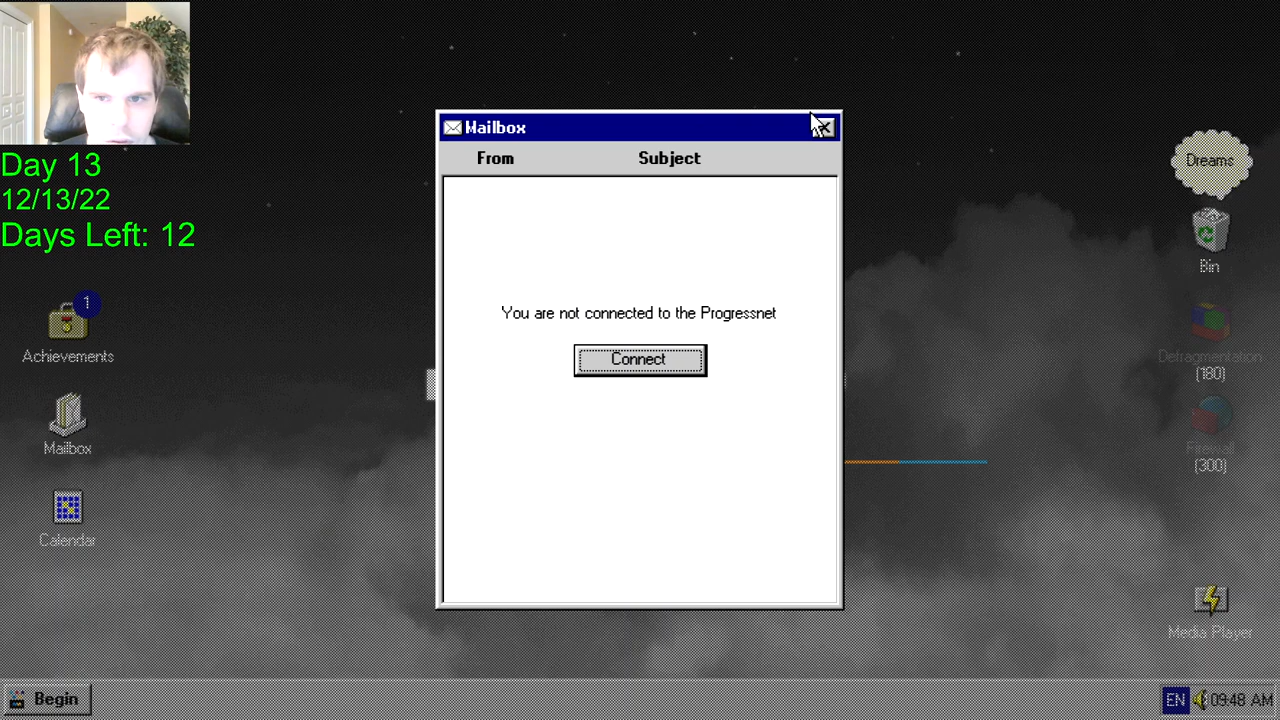 Day 13
12/13/22
Days Left: 12
Mailbox
From Subject
You are not connected to the Progressnet
Connect
1
Achievements
Mailbox
Calendar
Dreams
Bin
Defragmentation
(180)
(300)
Media Player
Begin
EN 09:48 AM